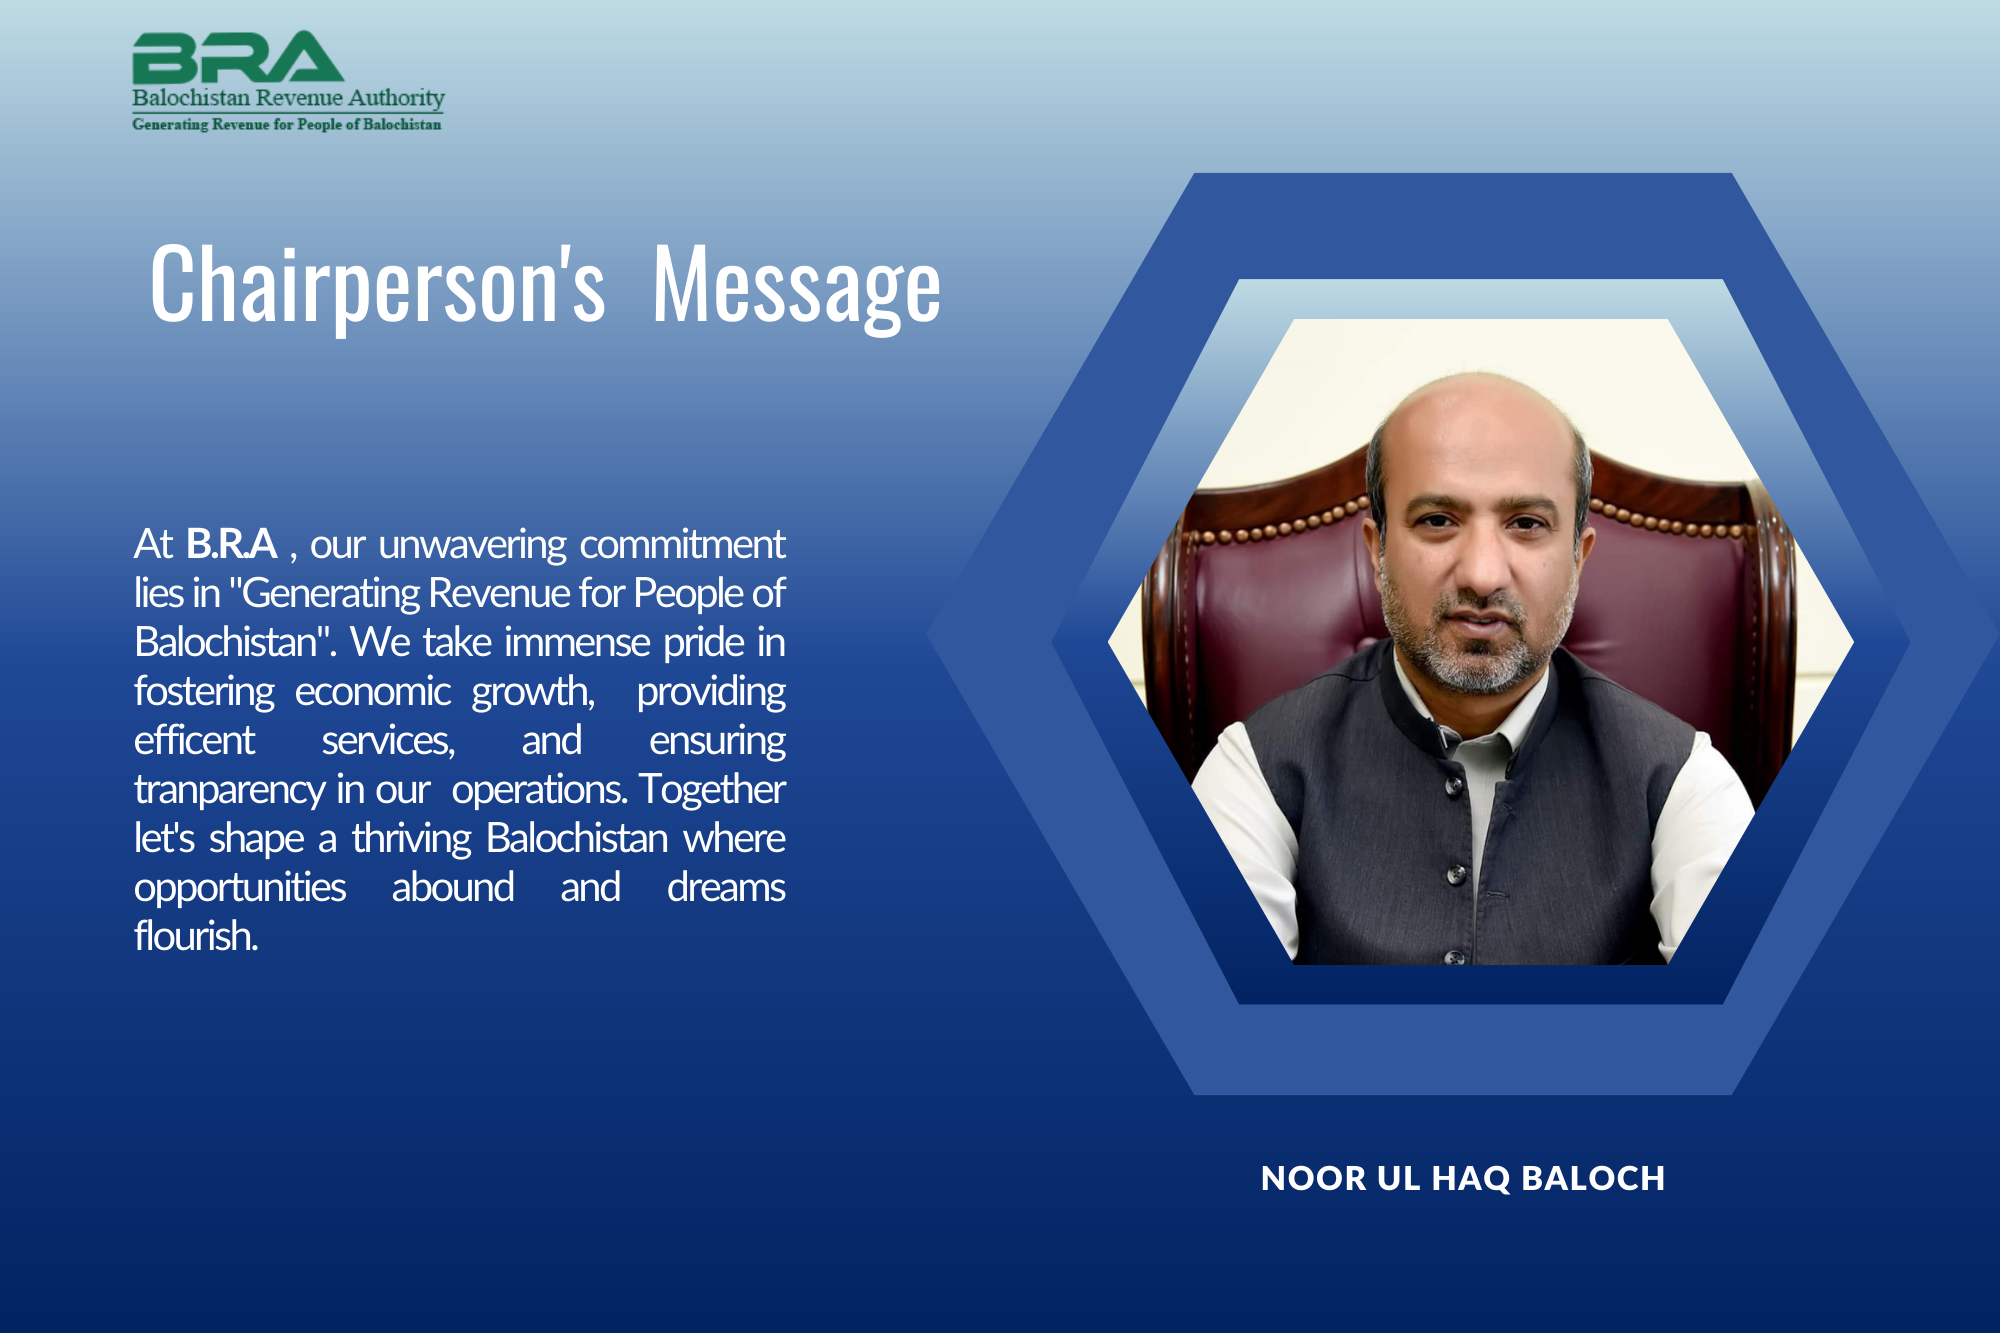 BRA
Balochistan Revenue Authority
Generating Revenue for People of Balochistan
Chairperson's Message
At B.R.A , our unwavering commitment
lies in "Generating Revenue for People of
Balochistan". We take immense pride in
fostering economic growth, providing
efficent services, and ensuring
tranparency in our operations. Together
let's shape a thriving Balochistan where
opportunities abound and dreams
flourish.
NOOR UL HAQ BALOCH